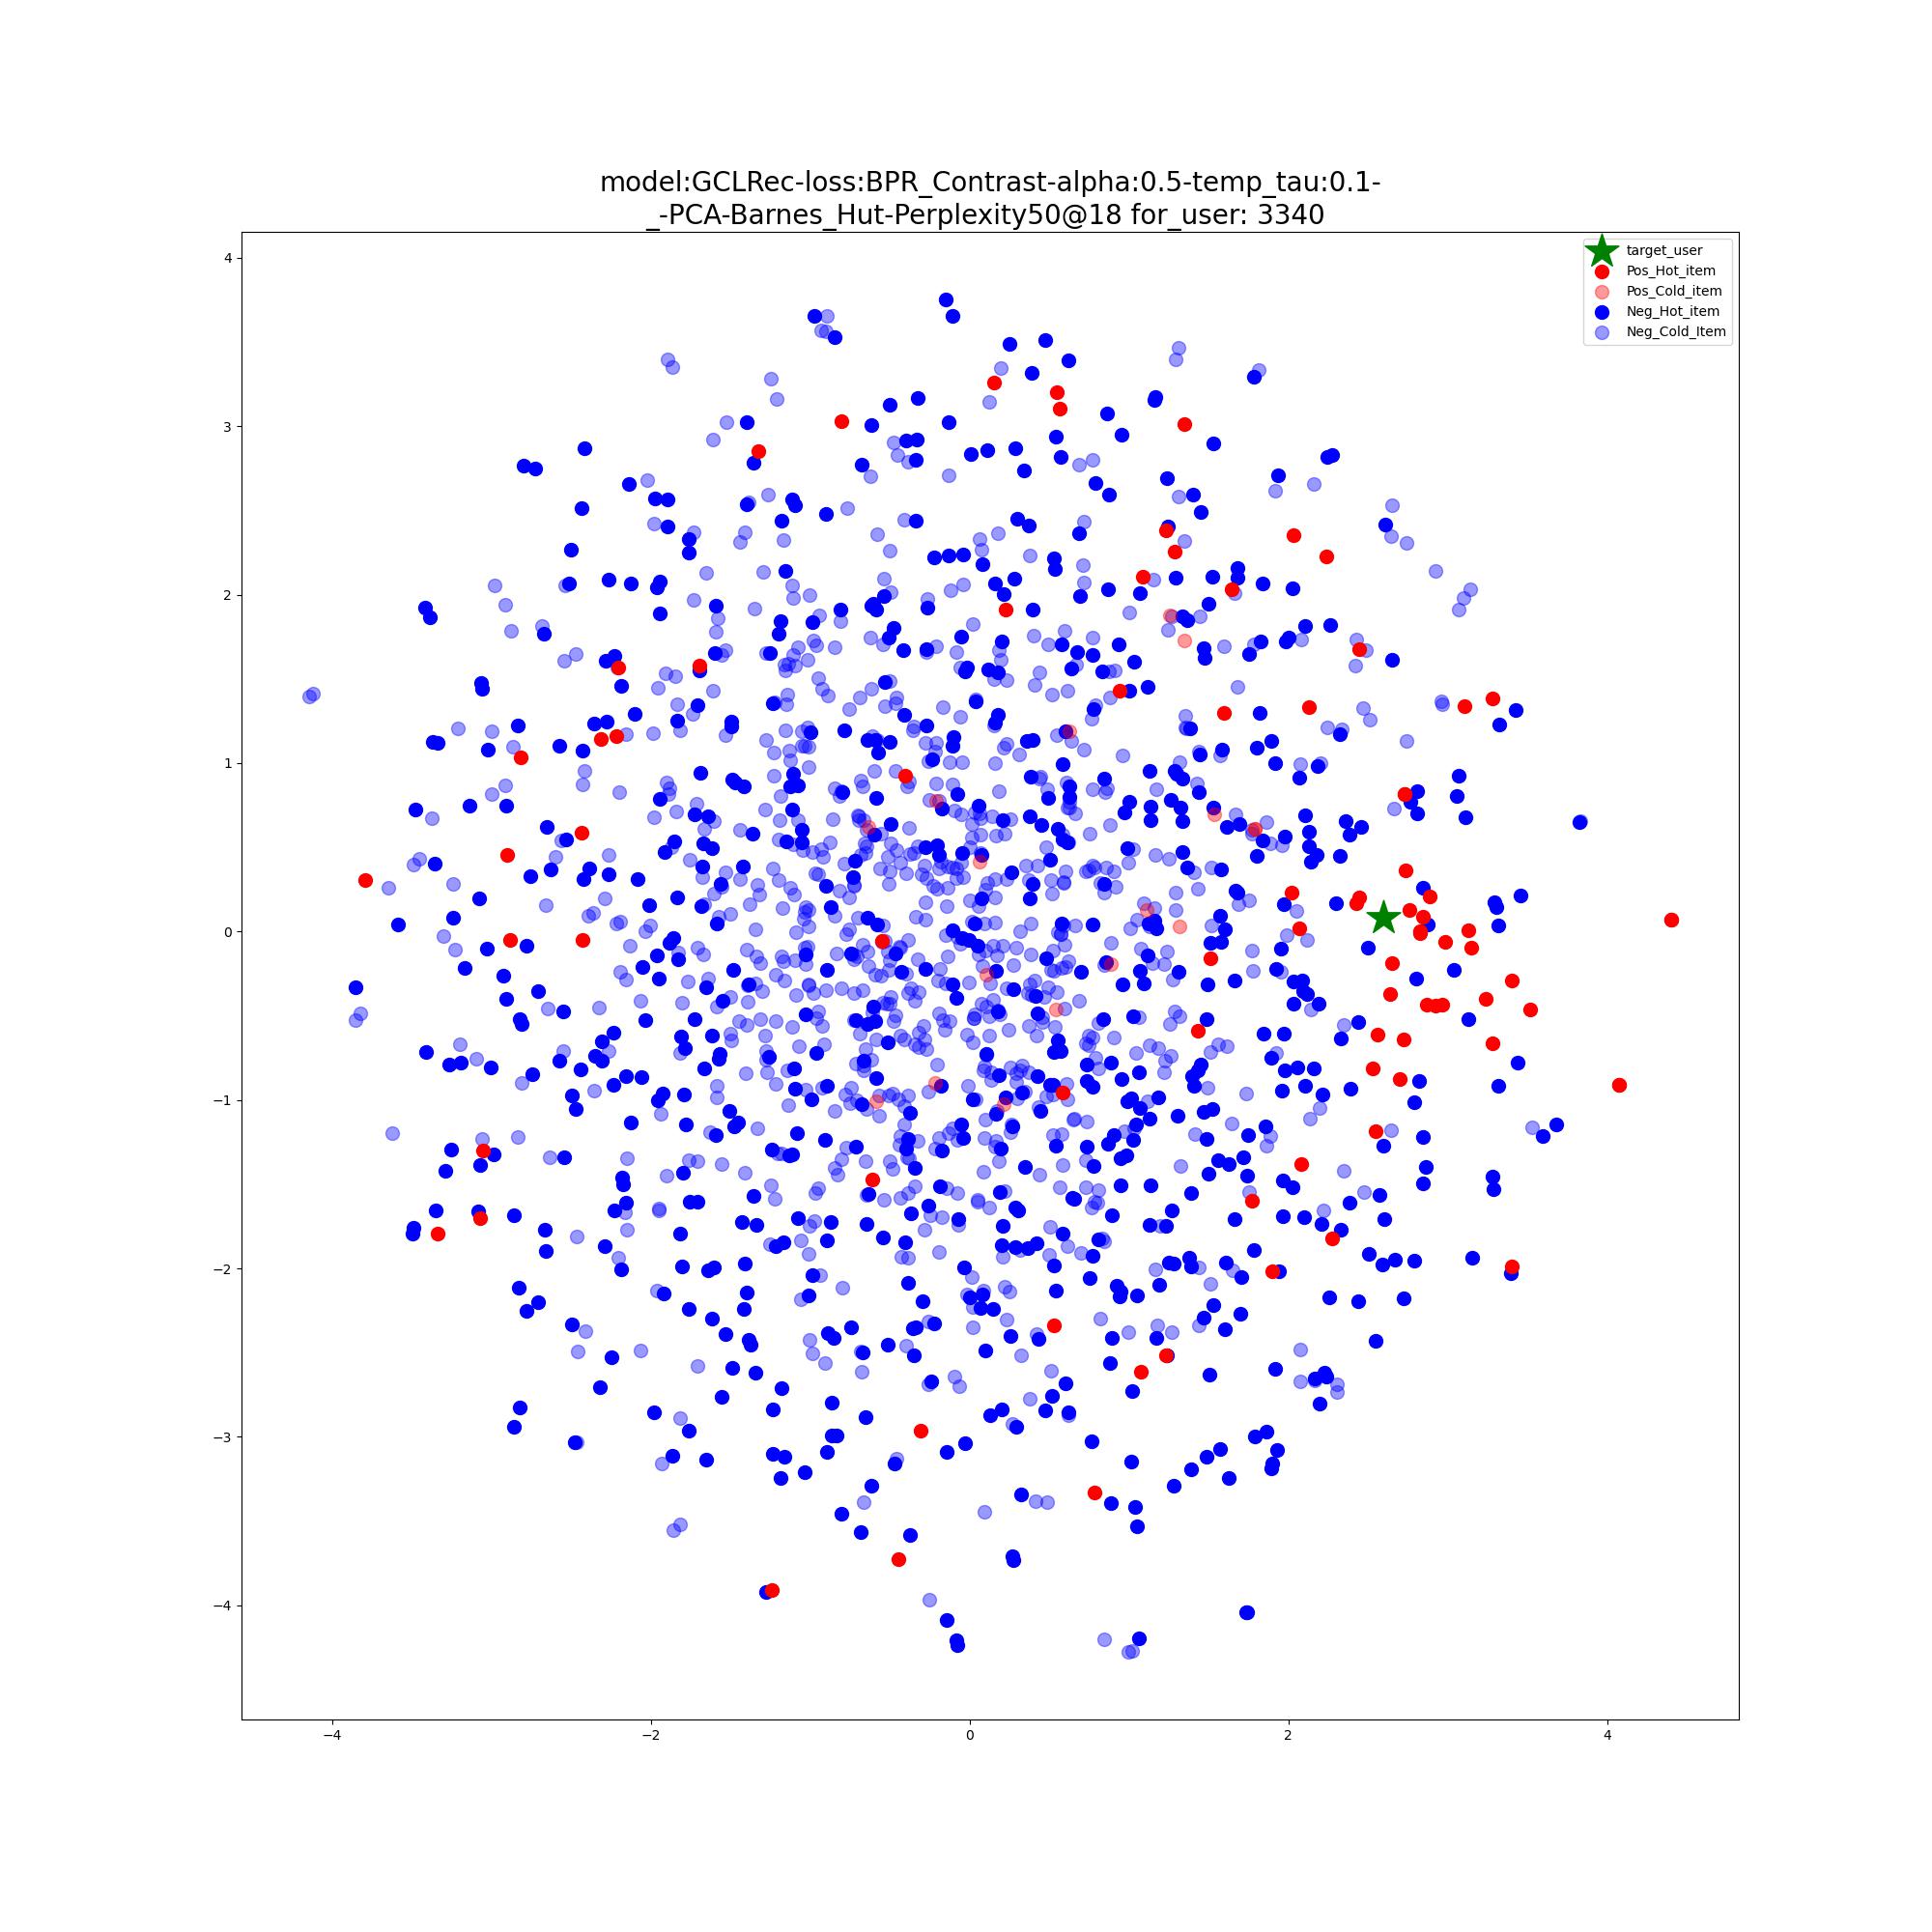 model:GCLRec-loss:BPR_Contrast-alpha:0.5-temp_tau:0.1-
_-PCA-Barnes_Hut-Perplexity50@18 for_user: 3340
target_user
Pos_Hot_item
Pos_Cold_item
Neg_Hot_item
Neg_Cold_Item
4
3
2
1
0
−1
−2
−3
−4
−4 −2 0 2 4